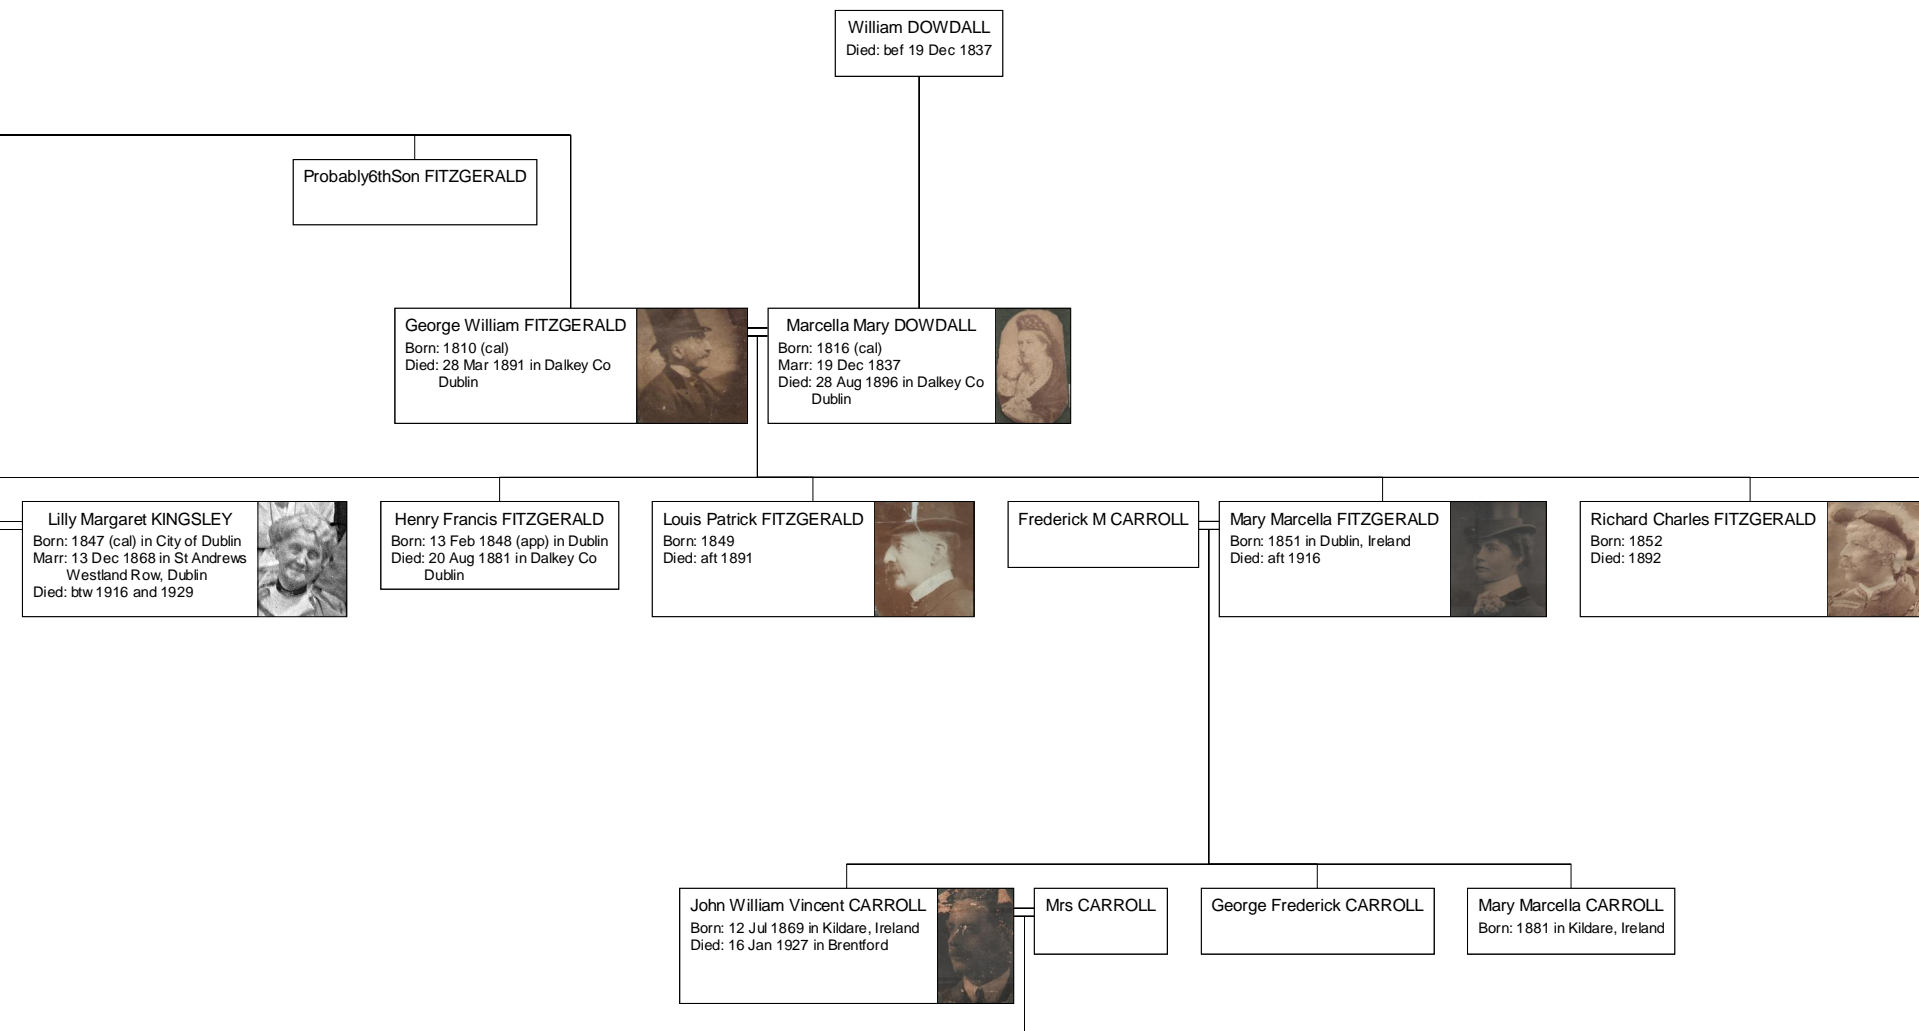 William DOWDALL
Died: bef 19 Dec 1837
Probably6thSon FITZGERALD
George William FITZGERALD
Born: 1810 (cal)
Died: 28 Mar 1891 in Dalkey Co
Dublin
Marcella Mary DOWDALL
Born: 1816 (cal)
Marr: 19 Dec 1837
Died: 28 Aug 1896 in Dalkey Co
Dublin
Lilly Margaret KINGSLEY
Born: 1847 (cal) in City of Dublin
Marr: 13 Dec 1868 in St Andrews
Westland Row, Dublin
Died: btw 1916 and 1929
Henry Francis FITZGERALD
Born: 13 Feb 1848 (app) in Dublin
Died: 20 Aug 1881 in Dalkey Co
Dublin
Louis Patrick FITZGERALD
Born: 1849
Died: aft 1891
Frederick M CARROLL
Mary Marcella FITZGERALD
Born: 1851 in Dublin, Ireland
Died: aft 1916
Richard Charles FITZGERALD
Born: 1852
Died: 1892
John William Vincent CARROLL
Born: 12 Jul 1869 in Kildare, Ireland
Died: 16 Jan 1927 in Brentford
Mrs CARROLL
George Frederick CARROLL
Mary Marcella CARROLL
Born: 1881 in Kildare, Ireland